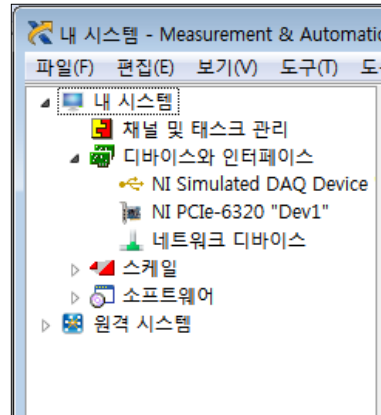 내 시스템 - Measurement & Automatic
파일(F) 편집(E) 보기(V) 도구(T) 도
내 시스템
채널 및 태스크 관리
디바이스와 인터페이스
NI Simulated DAQ Device
NI PCIe-6320 "Dev1"
네트워크 디바이스
스케일
소프트웨어
원격 시스템